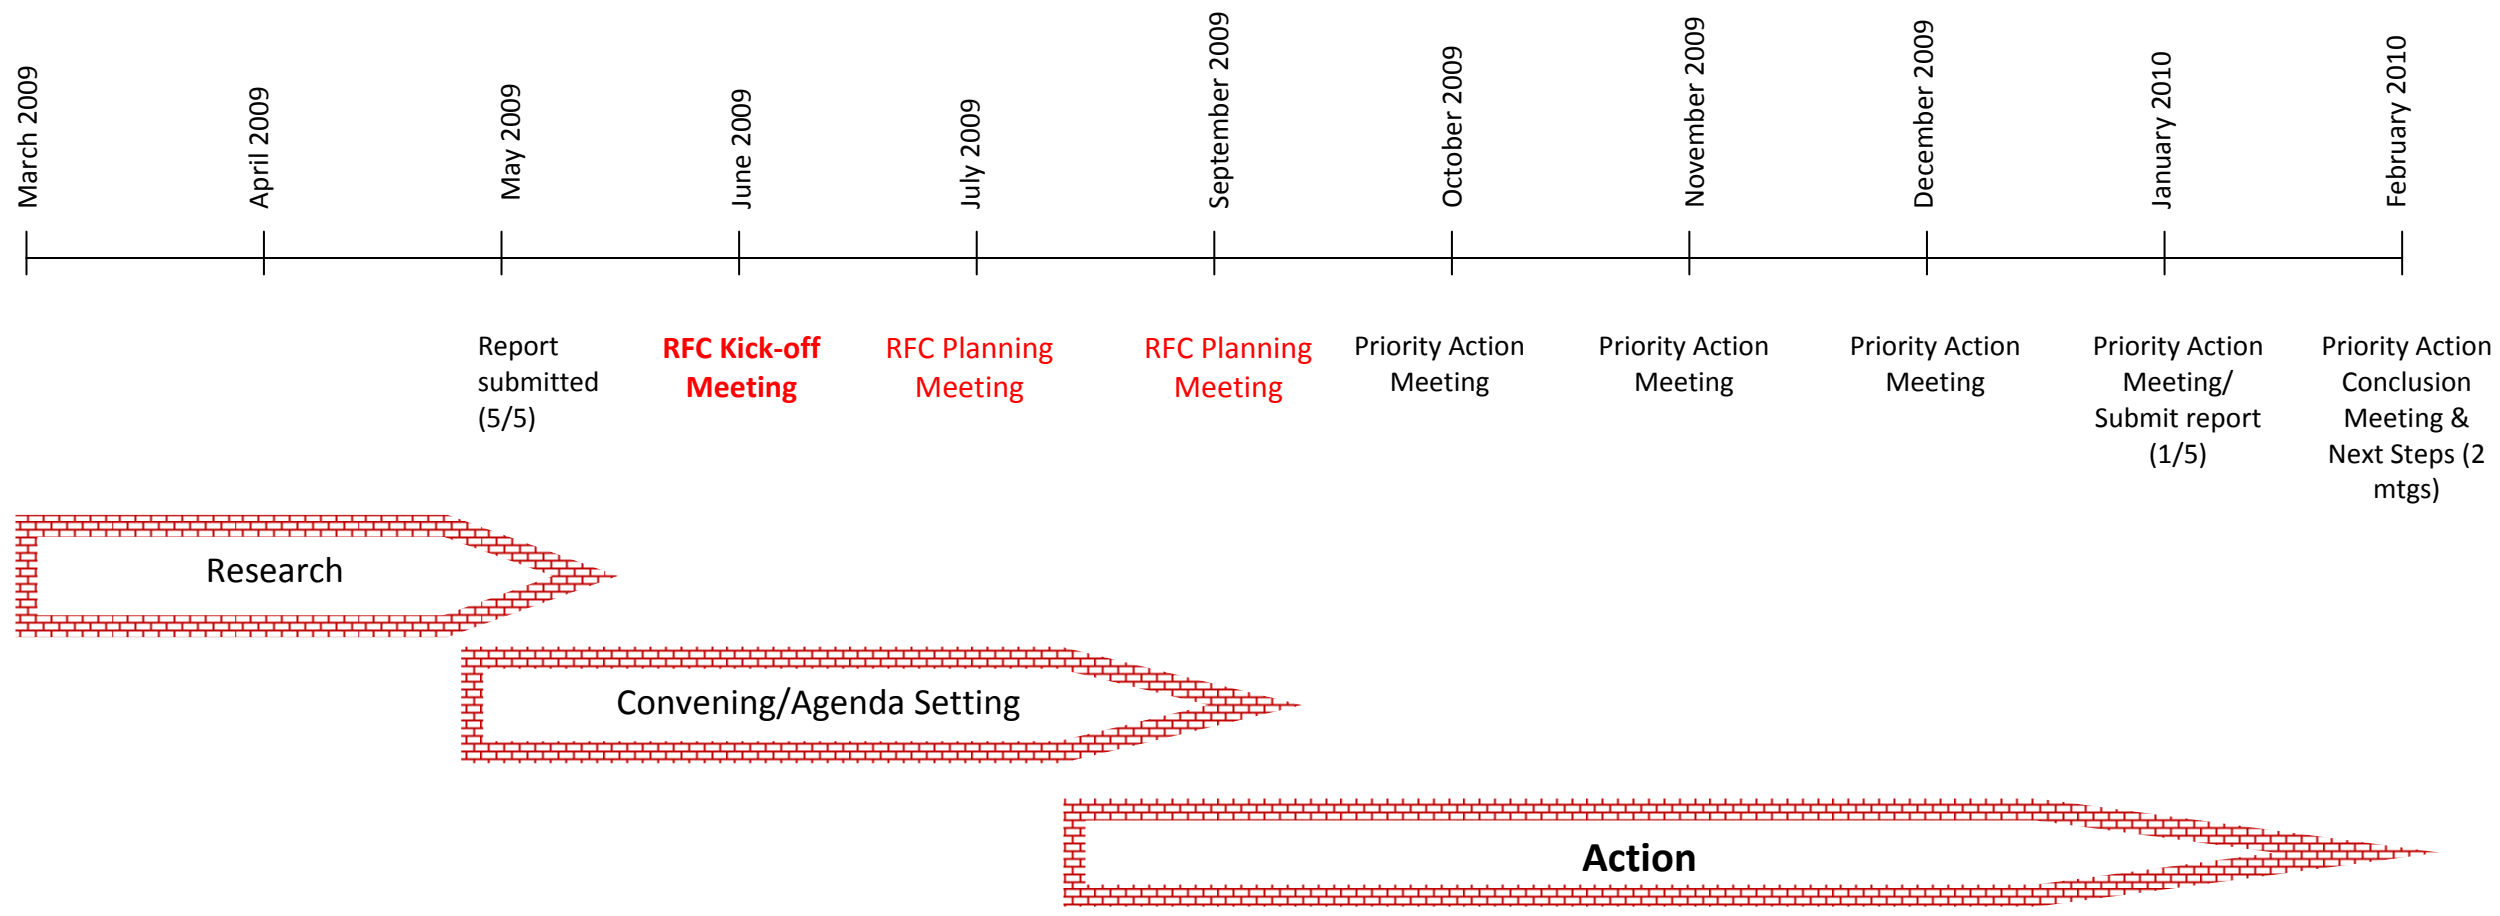 March 2009
April 2009
May 2009
June 2009
July 2009
September 2009
October 2009
November 2009
December 2009
January 2010
February 2010
Report
submitted
(5/5)
RFC Kick-off
Meeting
RFC Planning
Meeting
RFC Planning
Meeting
Priority Action
Meeting
Priority Action
Meeting
Priority Action
Meeting
Priority Action
Meeting/
Submit report
(1/5)
Priority Action
Conclusion
Meeting &
Next Steps (2
mtgs)
Research
Convening/Agenda Setting
Action